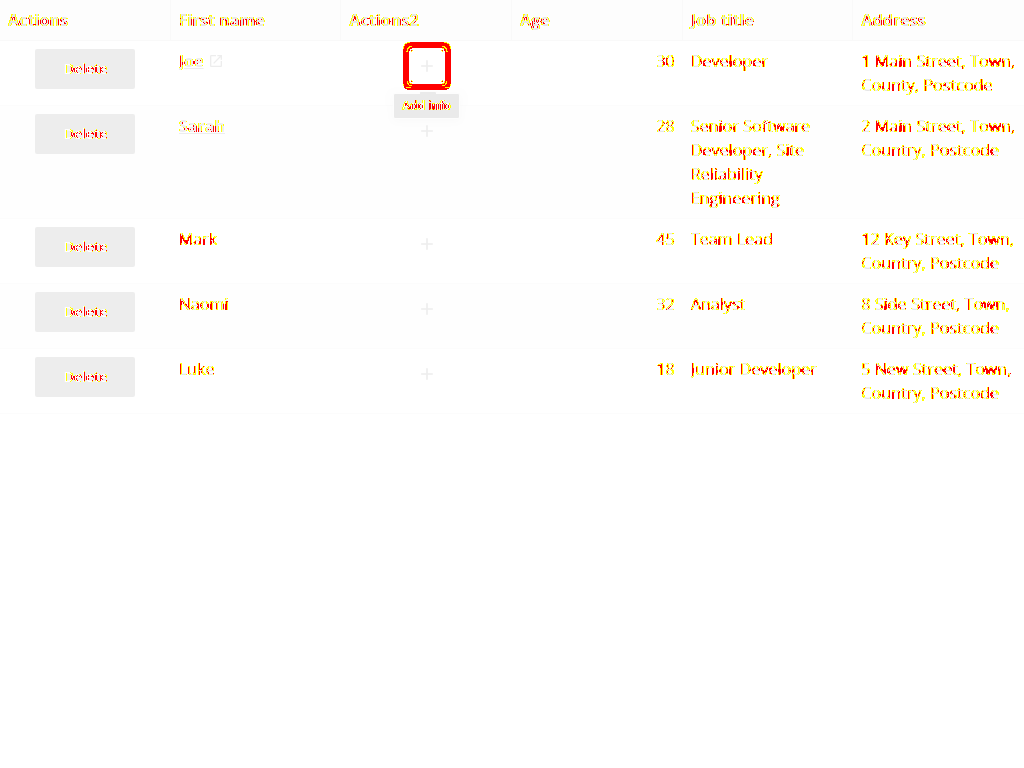 Actions First name Actions2 Age Job title Address
Delete Joe + 30 Developer 1 Main Street, Town,
County, Postcode
Add info
Delete Sarah + 28 Senior Software 2 Main Street, Town,
Developer, Site Country, Postcode
Reliability
Engineering
Delete Mark + 45 Team Lead 12 Key Street, Town,
Country, Postcode
Delete Naomi + 32 Analyst 8 Side Street, Town,
Country, Postcode
Delete Luke + 18 Junior Developer 5 New Street, Town,
Country, Postcode